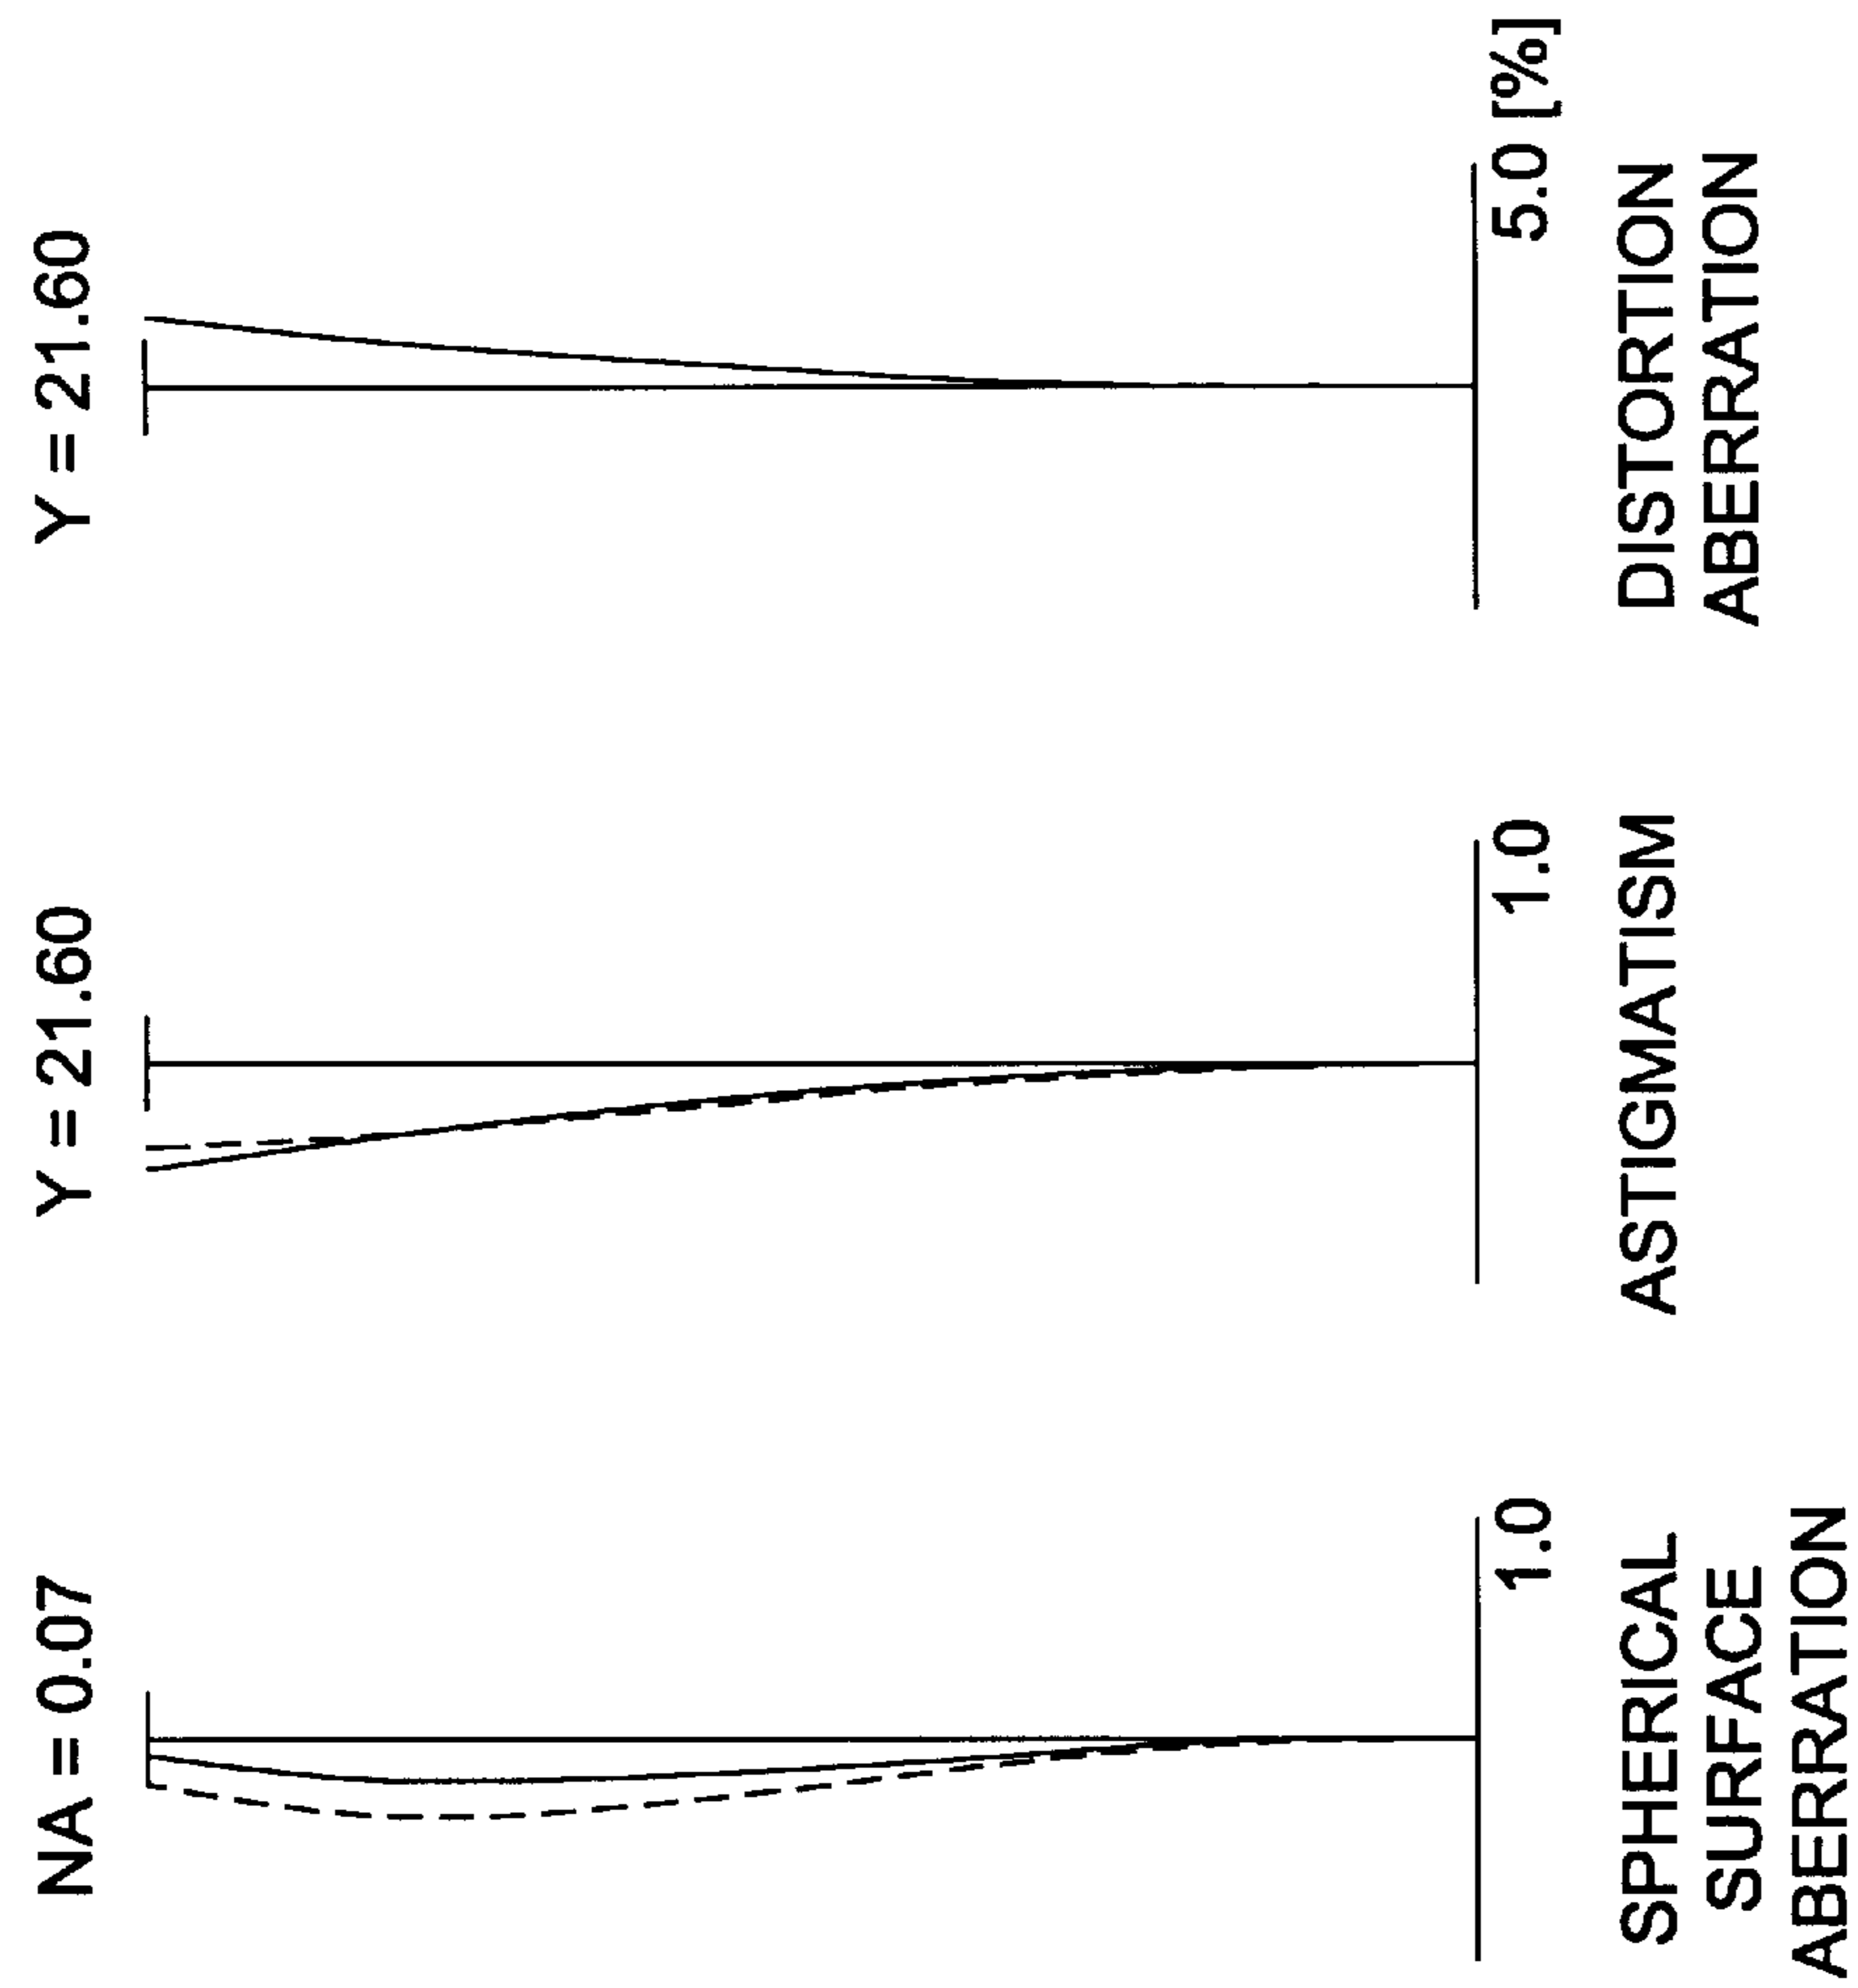 NA = 0.07
1.0
SPHERICAL
SURFACE
ABERRATION
Y = 21.60
1.0
ASTIGMATISM
Y = 21.60
5.0 [%]
DISTORTION
ABERRATION